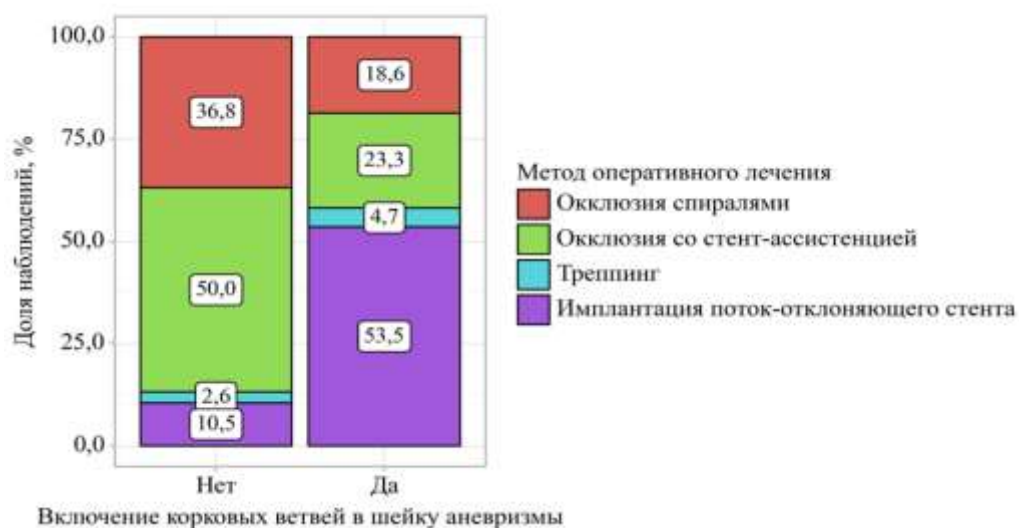 Доля наблюдений, %
100,0
75,0
50,0
25,0
0,0
36,8
50,0
2,6
10,5
18,6
23,3
4,7
53,5
Нет
Да
Включение корковых ветвей в шейку аневризмы
Метод оперативного лечения
Окклюзия спиралями
Окклюзия со стент-ассистенцией
Треппинг
Имплантация поток-отклоняющего стента